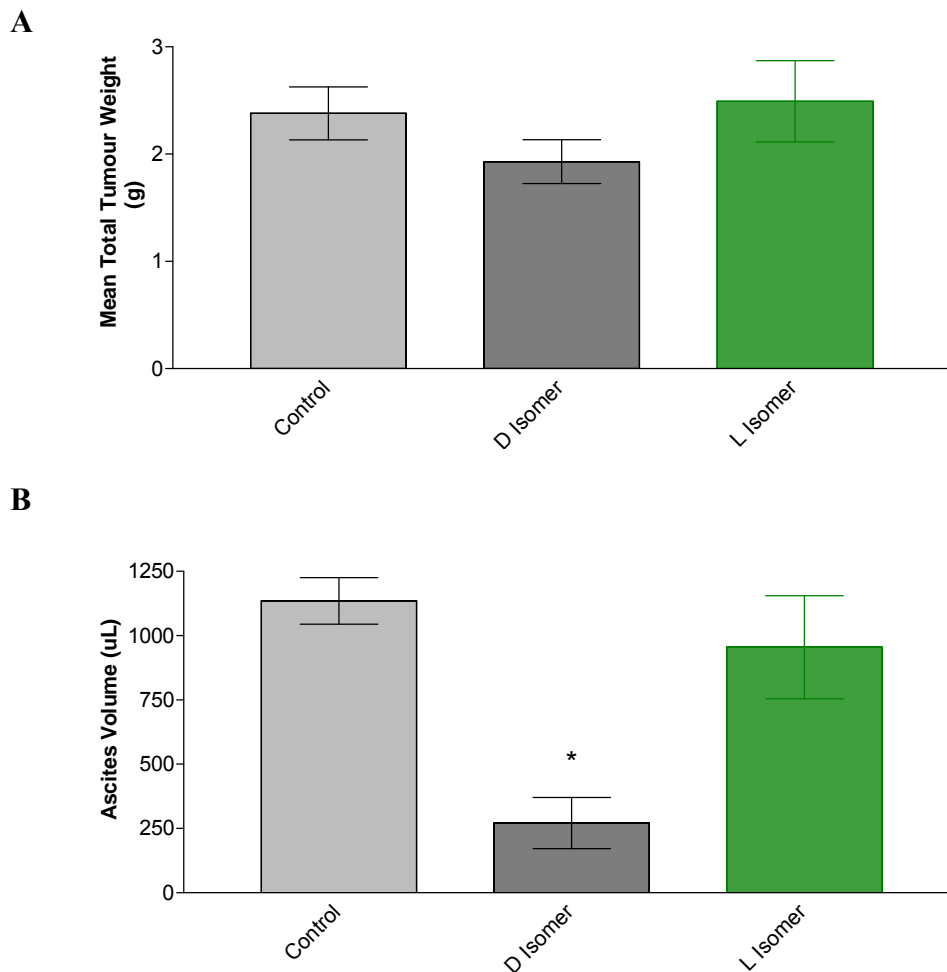 A
Mean Total Tumour Weight
(g)
3
2
1
0
Control
D Isomer
L Isomer
B
Ascites Volume (uL)
1250
1000
750
500
250
0
*
Control
D Isomer
L Isomer